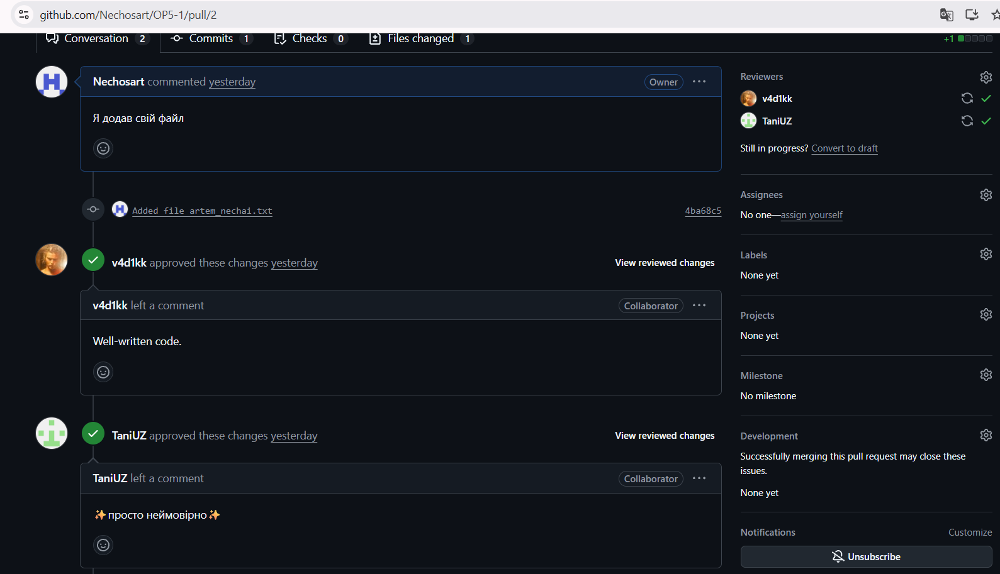 github.com/Nechosart/OP5-1/pull/2
Conversation 2
Commits 1
Checks 0
Files changed 1
+1
Nechosart commented yesterday
Owner
Я додав свій файл
Added file artem_nechai.txt
4ba68c5
v4d1kk approved these changes yesterday
View reviewed changes
v4d1kk left a comment
Collaborator
Well-written code.
TaniUZ approved these changes yesterday
View reviewed changes
TaniUZ left a comment
Collaborator
✨просто неймовірно✨
Reviewers
v4d1kk
TaniUZ
Still in progress? Convert to draft
Assignees
No one—assign yourself
Labels
None yet
Projects
None yet
Milestone
No milestone
Development
Successfully merging this pull request may close these
issues.
None yet
Notifications
Customize
Unsubscribe